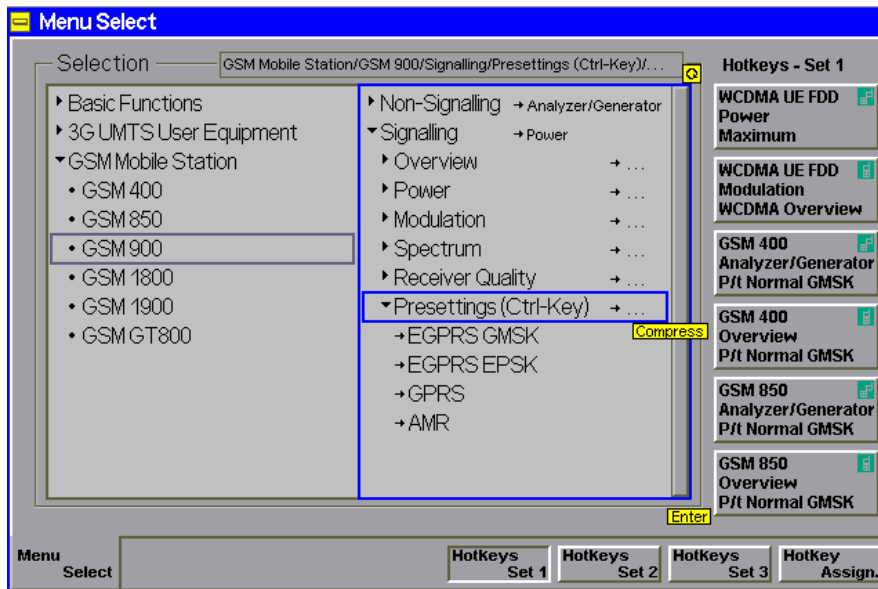 Menu Select
Selection
GSM Mobile Station/GSM 900/Signalling/Presettings (Ctrl-Key)/...
Basic Functions
3G UMTS User Equipment
GSM Mobile Station
GSM 400
GSM 850
GSM 900
GSM 1800
GSM 1900
GSM GT800
Non-Signalling → Analyzer/Generator
Signalling → Power
Overview → ...
Power → ...
Modulation → ...
Spectrum → ...
Receiver Quality → ...
Presettings (Ctrl-Key) → ...
Compress
→ EGPRS GMSK
→ EGPRS EPSK
→ GPRS
→ AMR
Enter
Hotkeys - Set 1
WCDMA UE FDD
Power
Maximum
WCDMA UE FDD
Modulation
WCDMA Overview
GSM 400
Analyzer/Generator
P/t Normal GMSK
GSM 400
Overview
P/t Normal GMSK
GSM 850
Analyzer/Generator
P/t Normal GMSK
GSM 850
Overview
P/t Normal GMSK
Menu
Select
Hotkeys
Set 1
Hotkeys
Set 2
Hotkeys
Set 3
Hotkey
Assign.